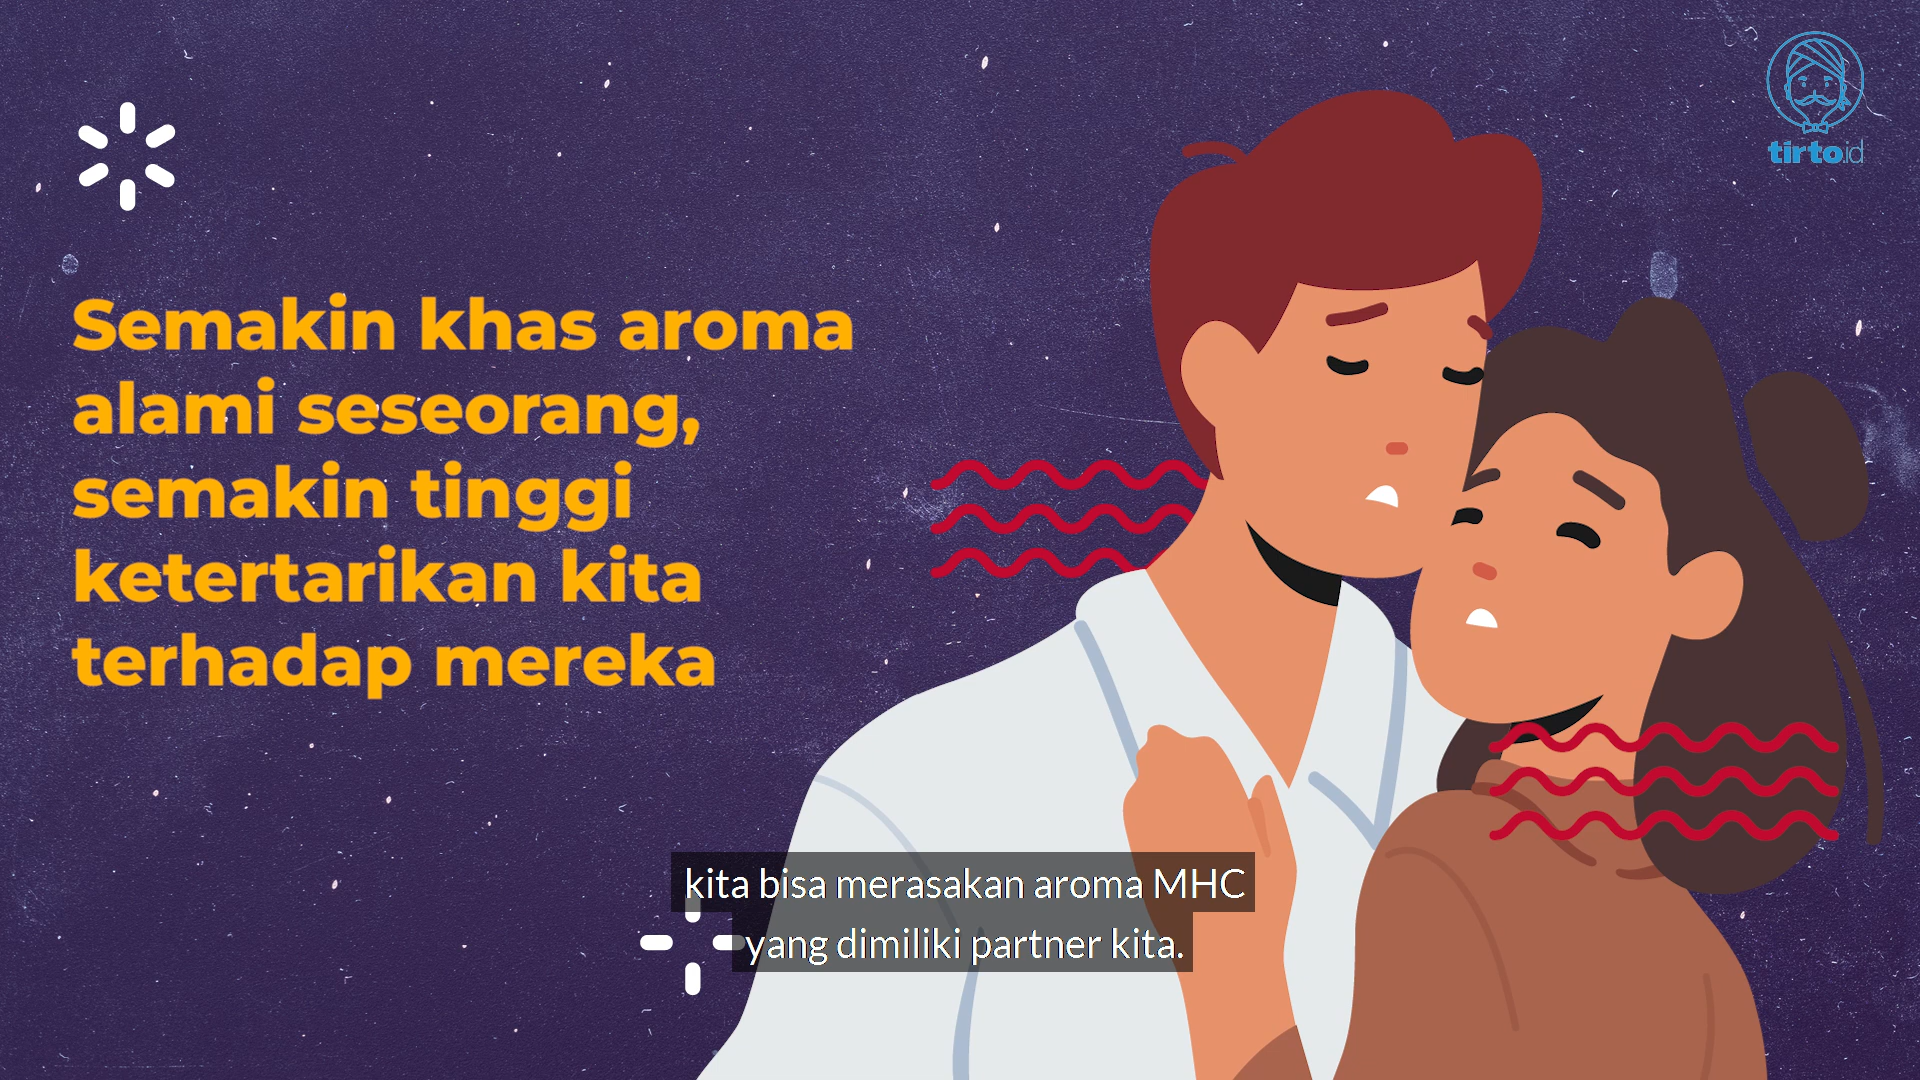 tirto.id
Semakin khas aroma
alami seseorang,
semakin tinggi
ketertarikan kita
terhadap mereka
kita bisa merasakan aroma MHC
yang dimiliki partner kita.